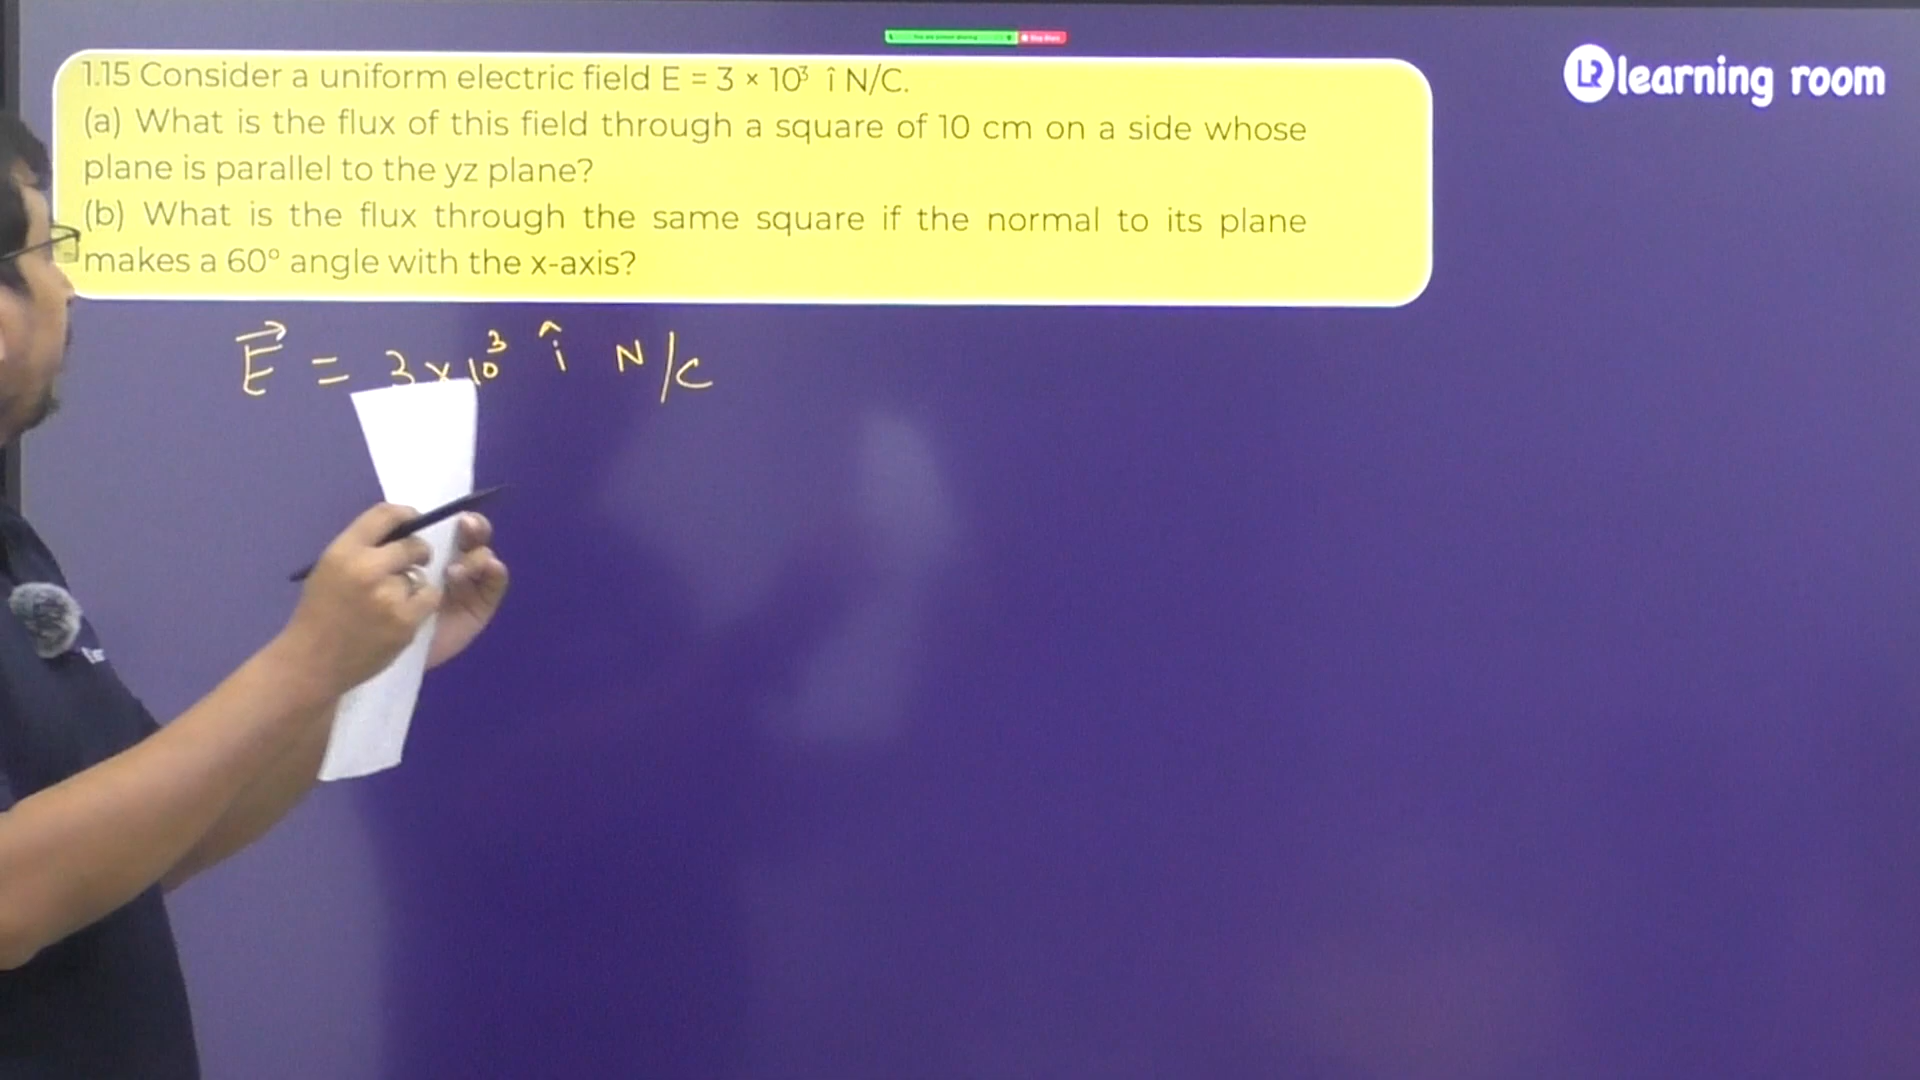 learning room
1.15 Consider a uniform electric field E = 3 × 10³ î N/C.
(a) What is the flux of this field through a square of 10 cm on a side whose
plane is parallel to the yz plane?
(b) What is the flux through the same square if the normal to its plane
makes a 60° angle with the x-axis?
E⃗ = 3×10³ î N/C